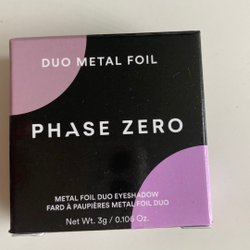 DUO METAL FOIL
PHASE ZERO
METAL FOIL DUO EYESHADOW
FARD À PAUPIÈRES METAL FOIL DUO
Net Wt. 3g / 0.106 Oz.